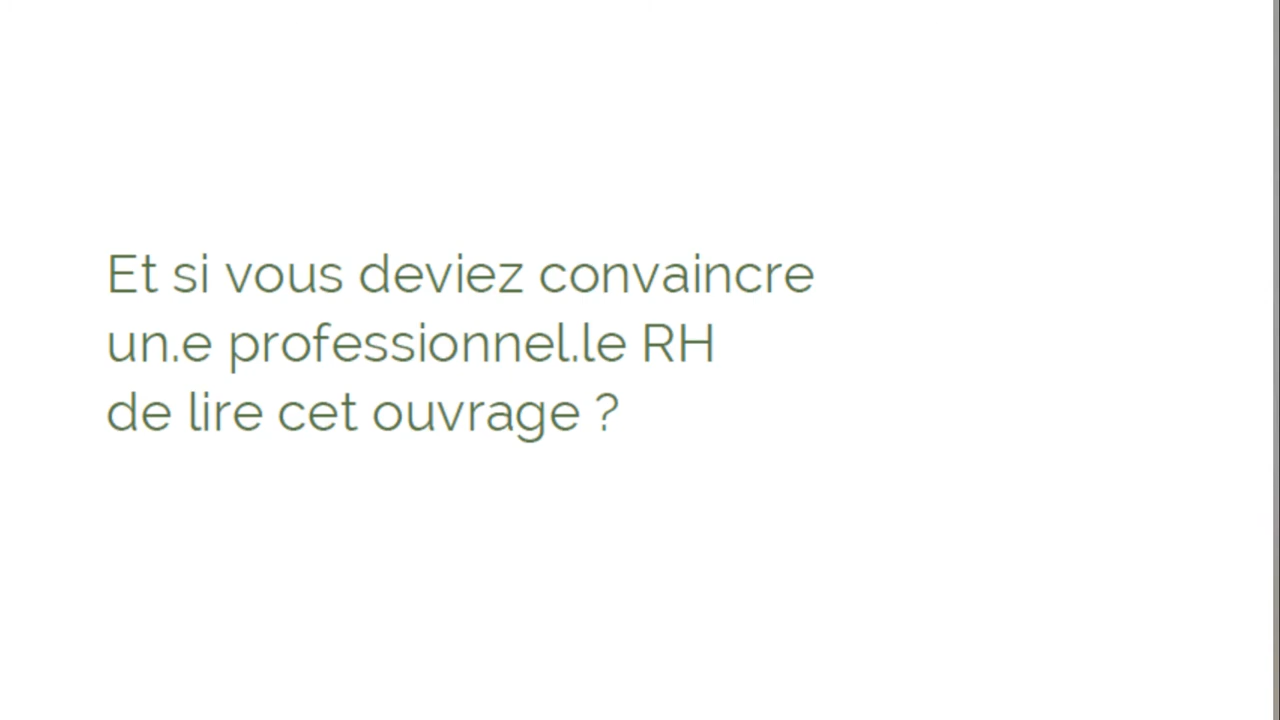 Et si vous deviez convaincre
un.e professionnel.le RH
de lire cet ouvrage ?